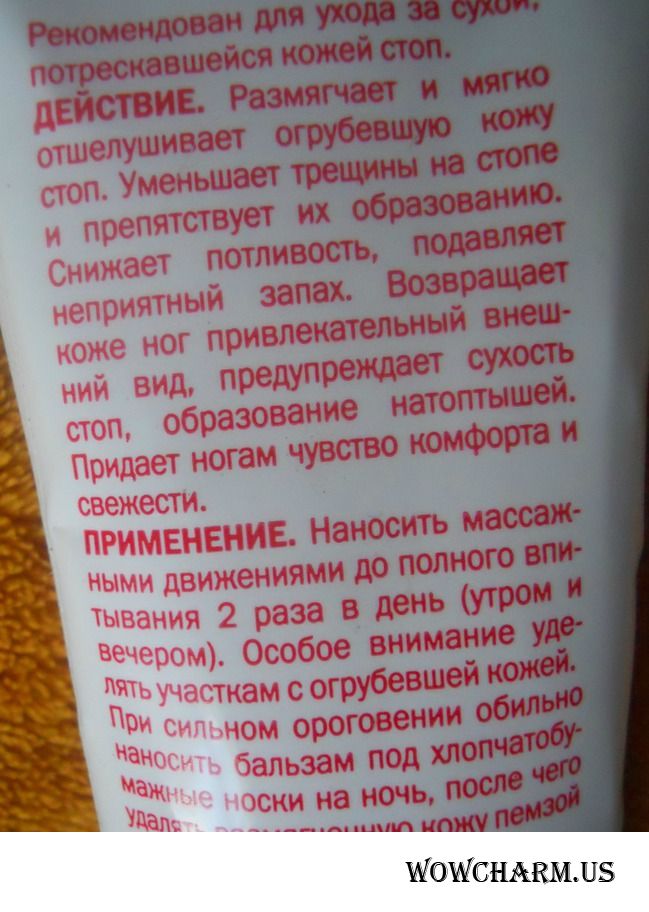 Рекомендован для ухода за сухой,
потрескавшейся кожей стоп.
ДЕЙСТВИЕ. Размягчает и мягко
отшелушивает огрубевшую кожу
стоп. Уменьшает трещины на стопе
и препятствует их образованию.
Снижает потливость, подавляет
неприятный запах. Возвращает
коже ног привлекательный внеш-
ний вид, предупреждает сухость
стоп, образование натоптышей.
Придает ногам чувство комфорта и
свежести.
ПРИМЕНЕНИЕ. Наносить массаж-
ными движениями до полного впи-
тывания 2 раза в день (утром и
вечером). Особое внимание уде-
лять участкам с огрубевшей кожей.
При сильном ороговении обильно
наносить бальзам под хлопчатобу-
мажные носки на ночь, после чего
удалять размягченную кожу пемзой
WOWCHARM.US